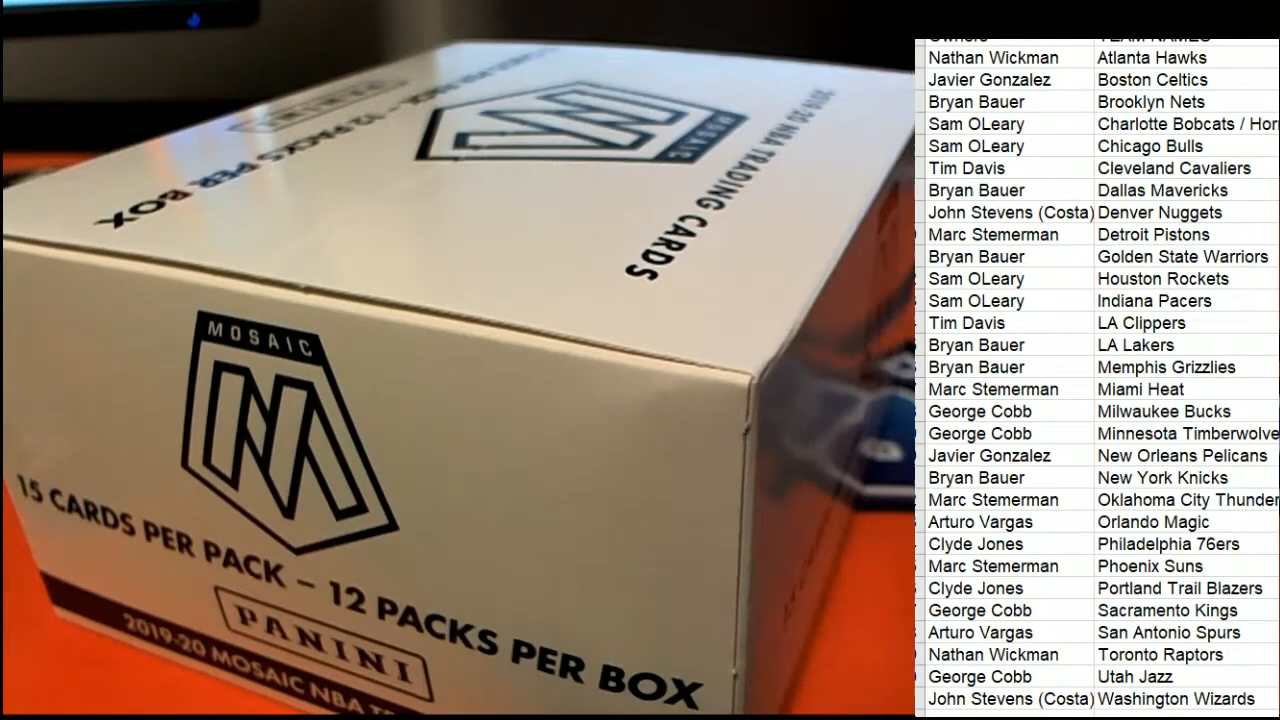 MOSAIC
2019-20 NBA TRADING CARDS
12 PACKS PER BOX
PANINI
MOSAIC
15 CARDS PER PACK – 12 PACKS PER BOX
PANINI
2019-20 MOSAIC NBA
Owners TEAM NAMES
Nathan Wickman Atlanta Hawks
Javier Gonzalez Boston Celtics
Bryan Bauer Brooklyn Nets
Sam OLeary Charlotte Bobcats / Hor
Sam OLeary Chicago Bulls
Tim Davis Cleveland Cavaliers
Bryan Bauer Dallas Mavericks
John Stevens (Costa) Denver Nuggets
Marc Stemerman Detroit Pistons
Bryan Bauer Golden State Warriors
Sam OLeary Houston Rockets
Sam OLeary Indiana Pacers
Tim Davis LA Clippers
Bryan Bauer LA Lakers
Bryan Bauer Memphis Grizzlies
Marc Stemerman Miami Heat
George Cobb Milwaukee Bucks
George Cobb Minnesota Timberwolve
Javier Gonzalez New Orleans Pelicans
Bryan Bauer New York Knicks
Marc Stemerman Oklahoma City Thunder
Arturo Vargas Orlando Magic
Clyde Jones Philadelphia 76ers
Marc Stemerman Phoenix Suns
Clyde Jones Portland Trail Blazers
George Cobb Sacramento Kings
Arturo Vargas San Antonio Spurs
Nathan Wickman Toronto Raptors
George Cobb Utah Jazz
John Stevens (Costa) Washington Wizards